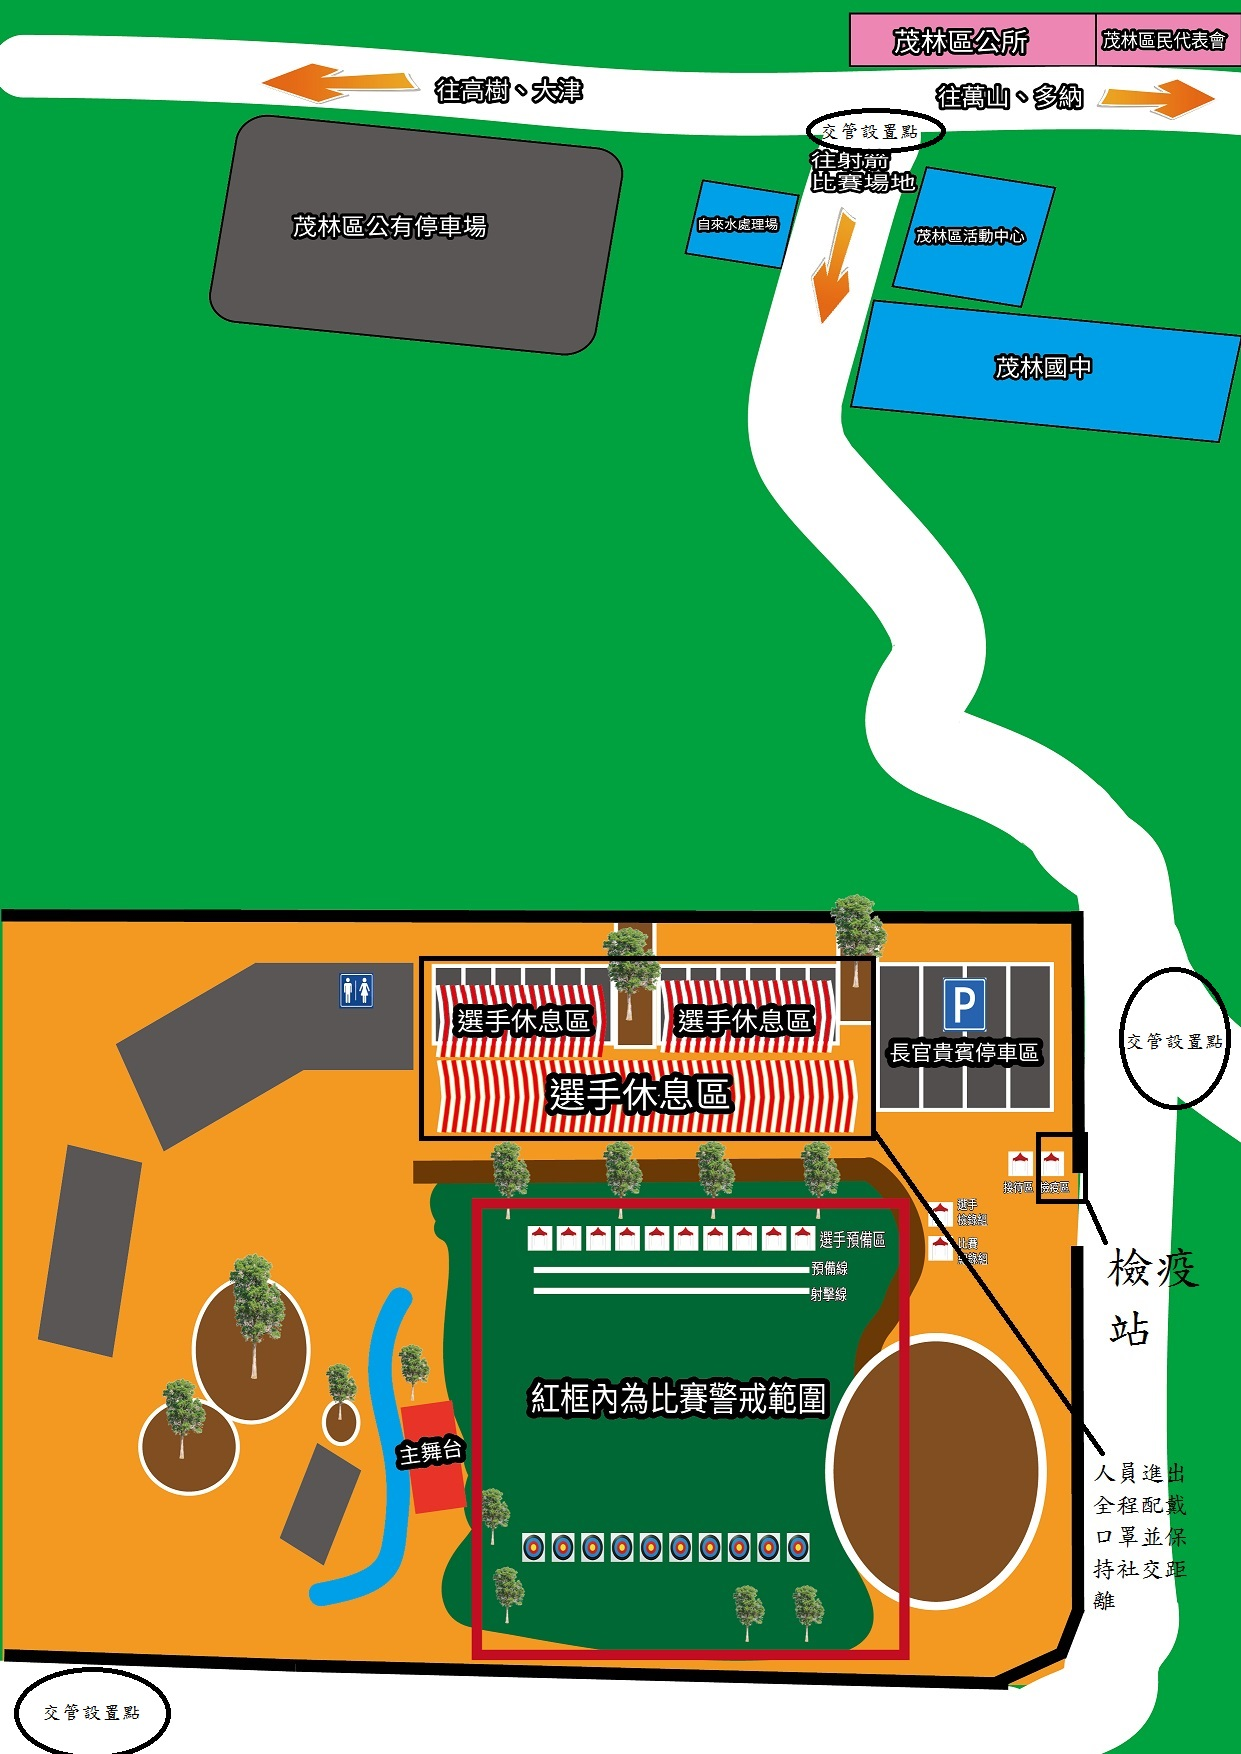 茂林區公所
茂林區民代表會
往高樹、大津
往萬山、多納
交管設置點
往射箭
比賽場地
茂林區公有停車場
自來水處理場
茂林區活動中心
茂林國中
選手休息區
選手休息區
P
長官貴賓停車區
交管設置點
選手休息區
接待區
檢疫區
選手
檢錄組
選手預備區
比賽
預備線
射擊線
檢疫
站
紅框內為比賽警戒範圍
主舞台
人員進出
全程配戴
口罩並保
持社交距
離
交管設置點